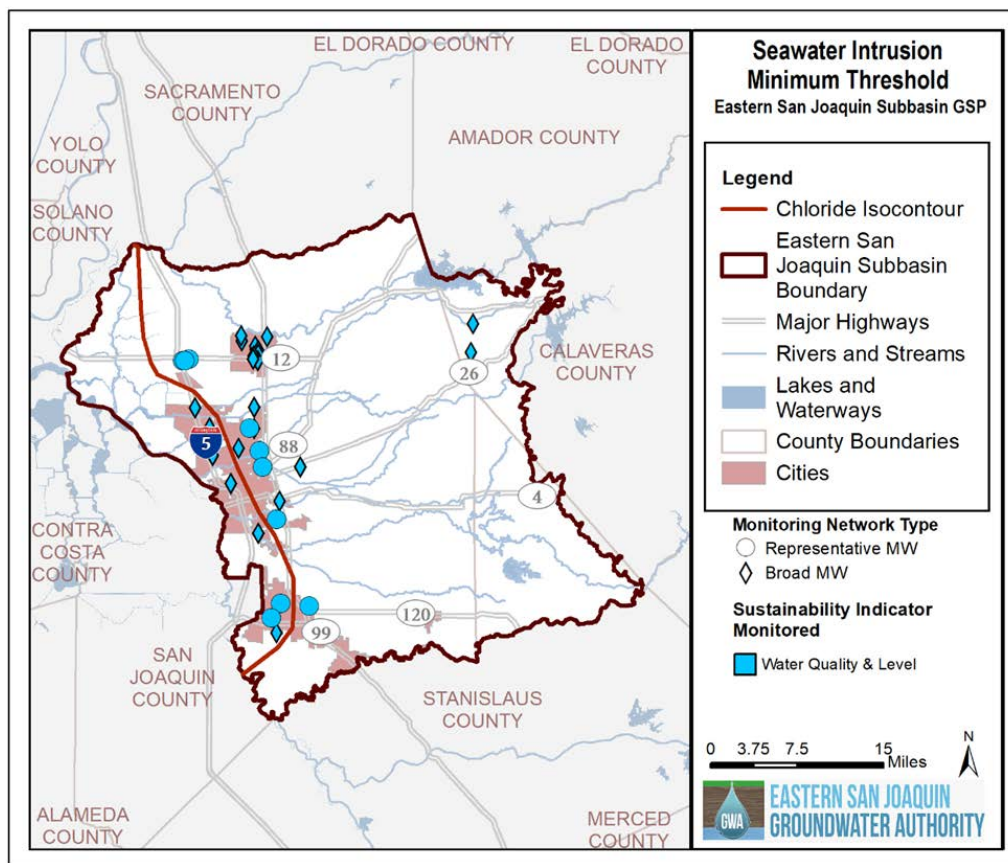 EL DORADO COUNTY
EL DORADO
COUNTY
SACRAMENTO
COUNTY
AMADOR COUNTY
YOLO
COUNTY
SOLANO
COUNTY
12
26
CALAVERAS
COUNTY
5
88
4
CONTRA
COSTA
COUNTY
120
99
SAN
JOAQUIN
COUNTY
STANISLAUS
COUNTY
ALAMEDA
COUNTY
MERCED
COUNTY
Seawater Intrusion
Minimum Threshold
Eastern San Joaquin Subbasin GSP
Legend
Chloride Isocontour
Eastern San
Joaquin Subbasin
Boundary
Major Highways
Rivers and Streams
Lakes and
Waterways
County Boundaries
Cities
Monitoring Network Type
Representative MW
Broad MW
Sustainability Indicator
Monitored
Water Quality & Level
N
0 3.75 7.5 15
Miles
GWA
EASTERN SAN JOAQUIN
GROUNDWATER AUTHORITY